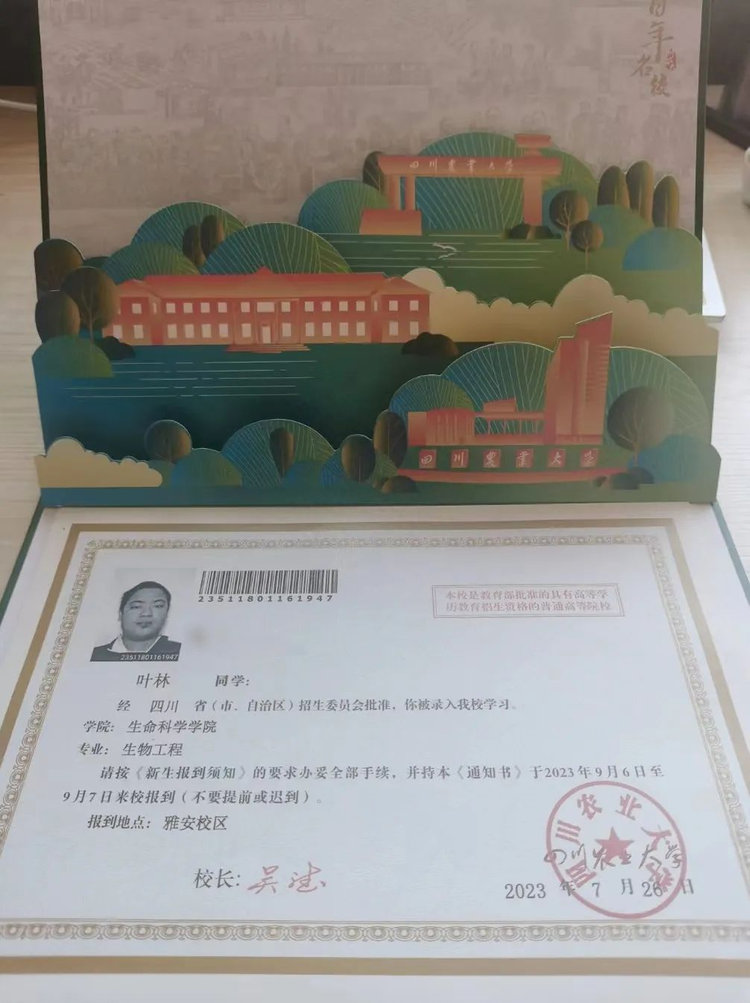 百年名校
四川农业大学
四川农业大学
23511801161947
本校是教育部批准的具有高等学
历教育招生资格的普通高等院校
23511801161947
叶林 同学：
经 四川 省（市、自治区）招生委员会批准，你被录入我校学习。
学院： 生命科学学院
专业： 生物工程
请按《新生报到须知》的要求办妥全部手续，并持本《通知书》于2023年9月6日至
9月7日来校报到（不要提前或迟到）。
报到地点： 雅安校区
校长：
四川农业大学
四川农业大学
2023 年 7 月 26 日